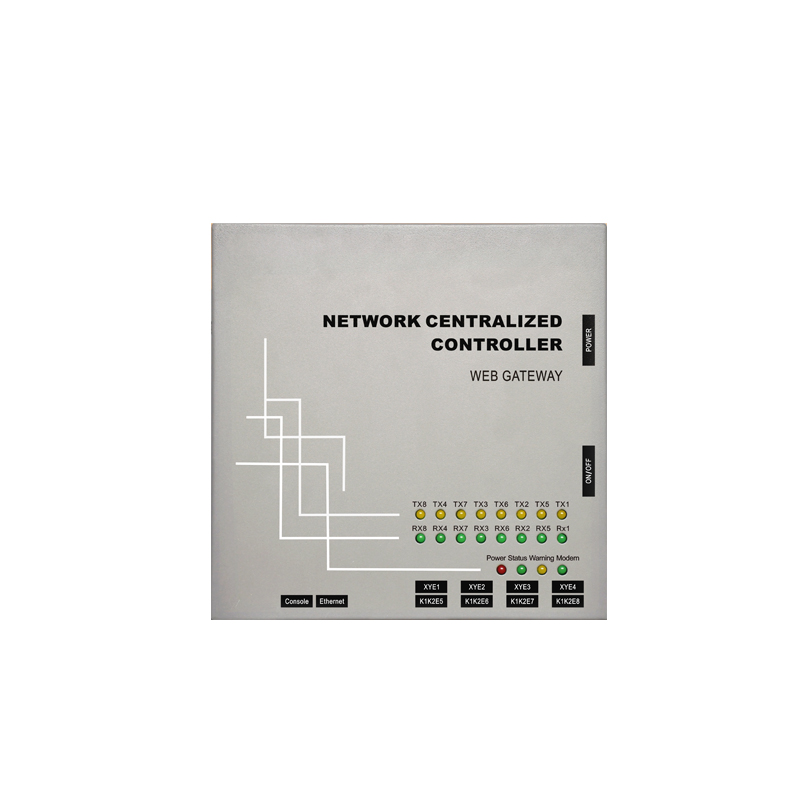 NETWORK CENTRALIZED
CONTROLLER
WEB GATEWAY
POWER
ON/OFF
TX8 TX4 TX7 TX3 TX6 TX2 TX5 TX1
RX8 RX4 RX7 RX3 RX6 RX2 RX5 Rx1
Power Status Warning Modem
XYE1 XYE2 XYE3 XYE4
Console Ethernet K1K2E5 K1K2E6 K1K2E7 K1K2E8